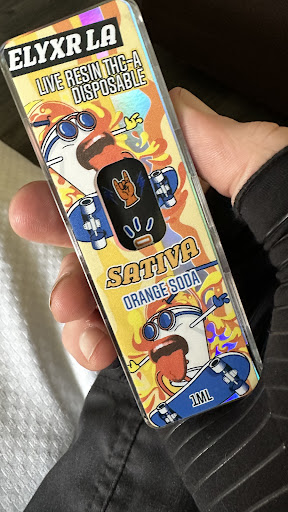 ELYXR LA
LIVE RESIN THC-A
DISPOSABLE
SATIVA
ORANGE SODA
1ML